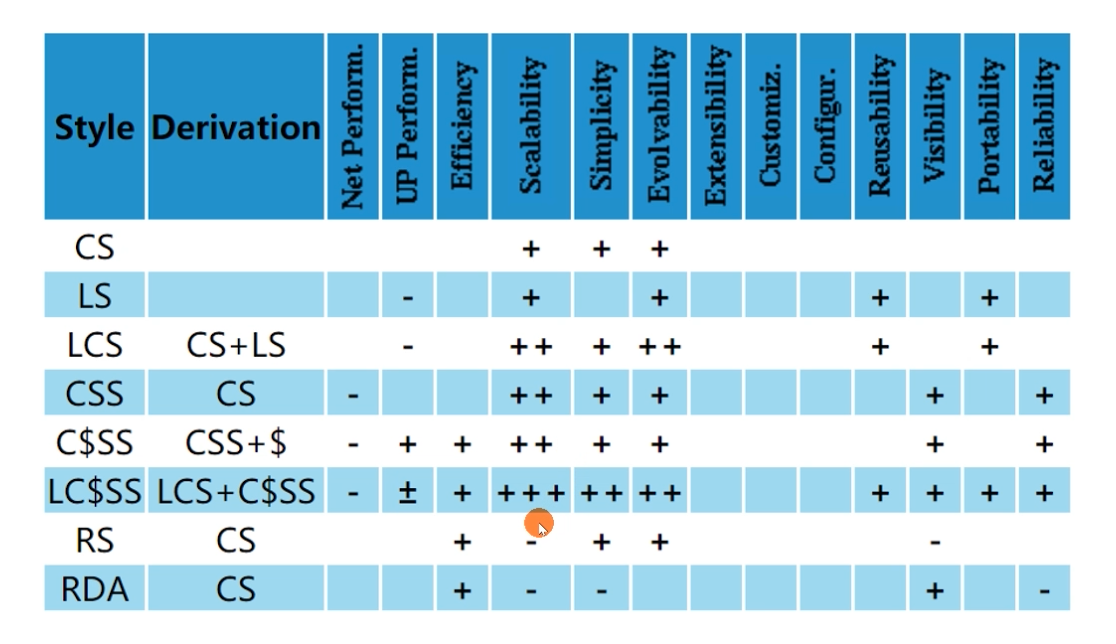 Style Derivation Net Perform. UP Perform. Efficiency Scalability Simplicity Evolvability Extensibility Customiz. Configur. Reusability Visibility Portability Reliability
CS + + +
LS - + + + +
LCS CS+LS - ++ + ++ + +
CSS CS - ++ + + + +
C$SS CSS+$ - + + ++ + + + +
LC$SS LCS+C$SS - ± + +++ ++ ++ + + + +
RS CS + - + + -
RDA CS + - - + -